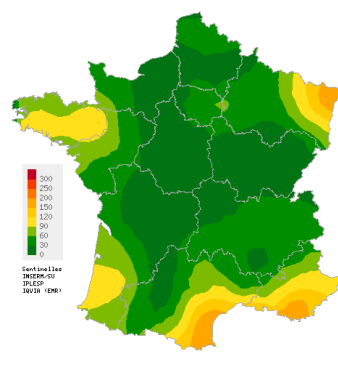 300
250
200
150
120
90
60
30
0
Sentinelles
INSERM/SU
IPLESP
IQVIA (EMR)